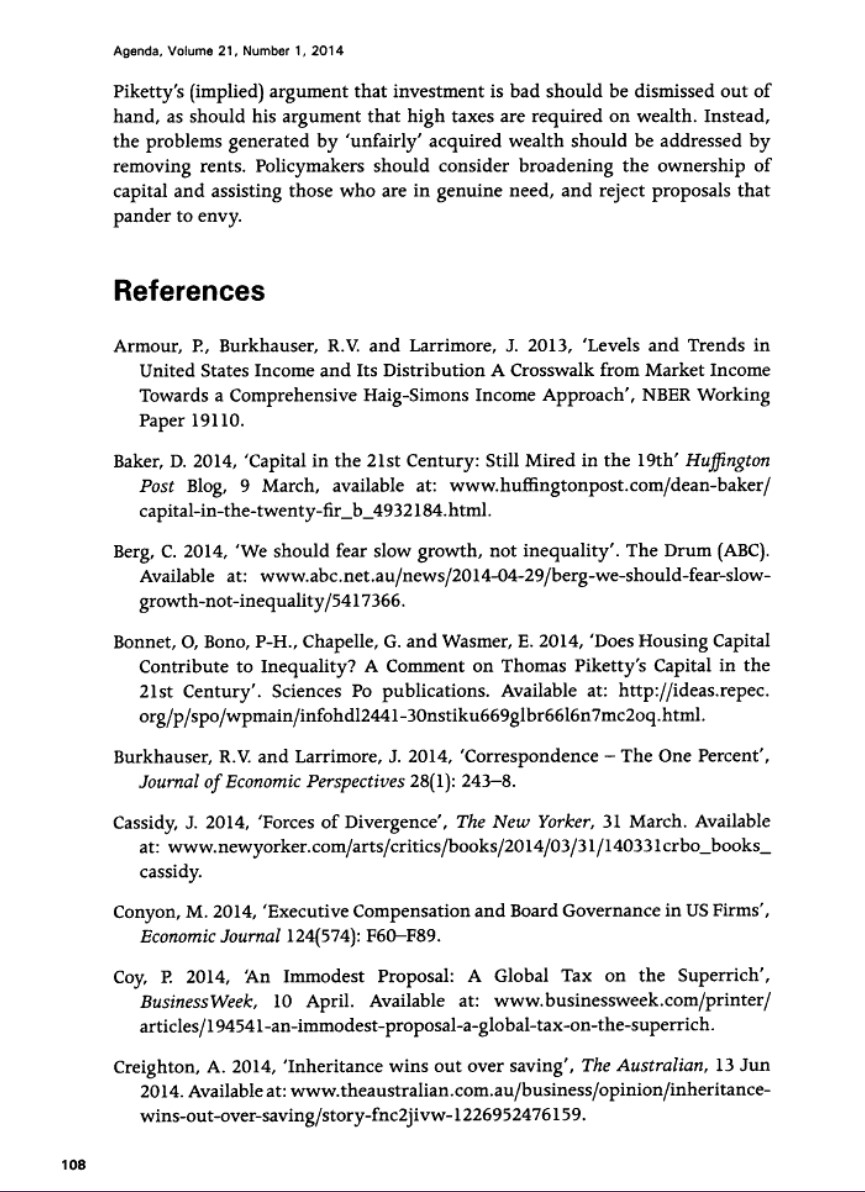 Agenda, Volume 21, Number 1, 2014
Piketty's (implied) argument that investment is bad should be dismissed out of
hand, as should his argument that high taxes are required on wealth. Instead,
the problems generated by 'unfairly' acquired wealth should be addressed by
removing rents. Policymakers should consider broadening the ownership of
capital and assisting those who are in genuine need, and reject proposals that
pander to envy.
References
Armour, P., Burkhauser, R.V. and Larrimore, J. 2013, 'Levels and Trends in
United States Income and Its Distribution A Crosswalk from Market Income
Towards a Comprehensive Haig-Simons Income Approach', NBER Working
Paper 19110.
Baker, D. 2014, 'Capital in the 21st Century: Still Mired in the 19th' Huffington
Post Blog, 9 March, available at: www.huffingtonpost.com/dean-baker/
capital-in-the-twenty-fir_b_4932184.html.
Berg, C. 2014, 'We should fear slow growth, not inequality'. The Drum (ABC).
Available at: www.abc.net.au/news/2014-04-29/berg-we-should-fear-slow-
growth-not-inequality/5417366.
Bonnet, O, Bono, P-H., Chapelle, G. and Wasmer, E. 2014, 'Does Housing Capital
Contribute to Inequality? A Comment on Thomas Piketty's Capital in the
21st Century'. Sciences Po publications. Available at: http://ideas.repec.
org/p/spo/wpmain/infohdl2441-30nstiku669glbr66l6n7mc2oq.html.
Burkhauser, R.V. and Larrimore, J. 2014, 'Correspondence – The One Percent',
Journal of Economic Perspectives 28(1): 243–8.
Cassidy, J. 2014, 'Forces of Divergence', The New Yorker, 31 March. Available
at: www.newyorker.com/arts/critics/books/2014/03/31/140331crbo_books_
cassidy.
Conyon, M. 2014, 'Executive Compensation and Board Governance in US Firms',
Economic Journal 124(574): F60–F89.
Coy, P. 2014, 'An Immodest Proposal: A Global Tax on the Superrich',
BusinessWeek, 10 April. Available at: www.businessweek.com/printer/
articles/194541-an-immodest-proposal-a-global-tax-on-the-superrich.
Creighton, A. 2014, 'Inheritance wins out over saving', The Australian, 13 Jun
2014. Available at: www.theaustralian.com.au/business/opinion/inheritance-
wins-out-over-saving/story-fnc2jivw-1226952476159.
108